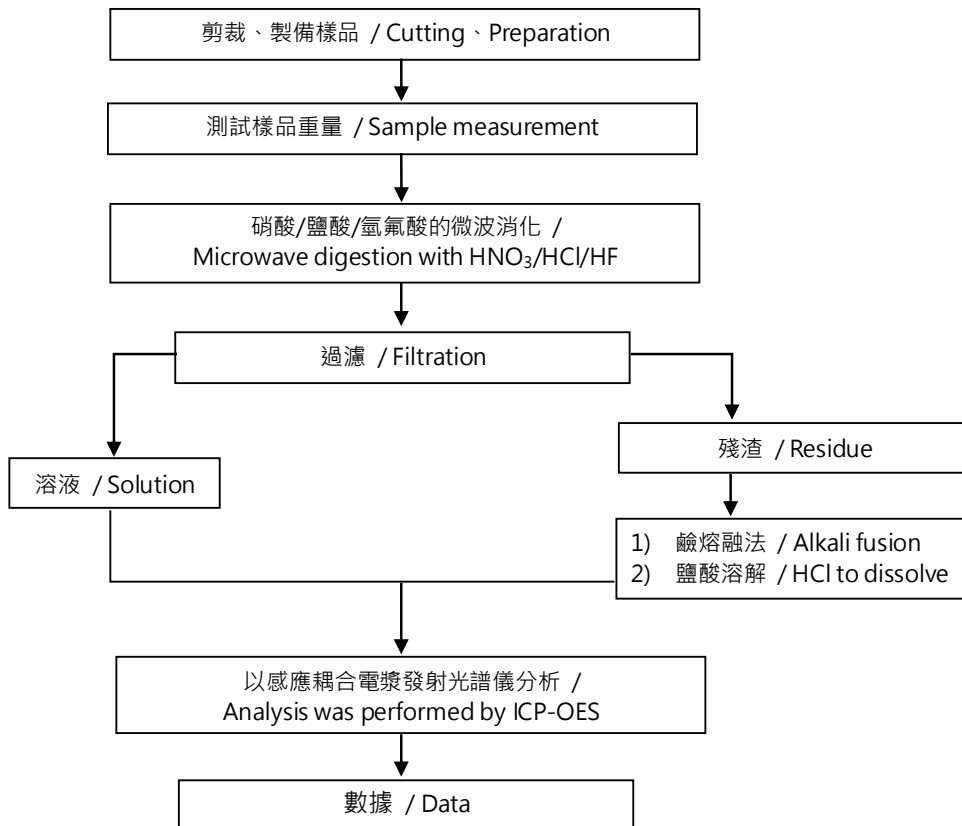 剪裁、製備樣品 / Cutting、Preparation
測試樣品重量 / Sample measurement
硝酸/鹽酸/氫氟酸的微波消化 /
Microwave digestion with HNO₃/HCl/HF
過濾 / Filtration
溶液 / Solution
殘渣 / Residue
1) 鹼熔融法 / Alkali fusion
2) 鹽酸溶解 / HCl to dissolve
以感應耦合電漿發射光譜儀分析 /
Analysis was performed by ICP-OES
數據 / Data